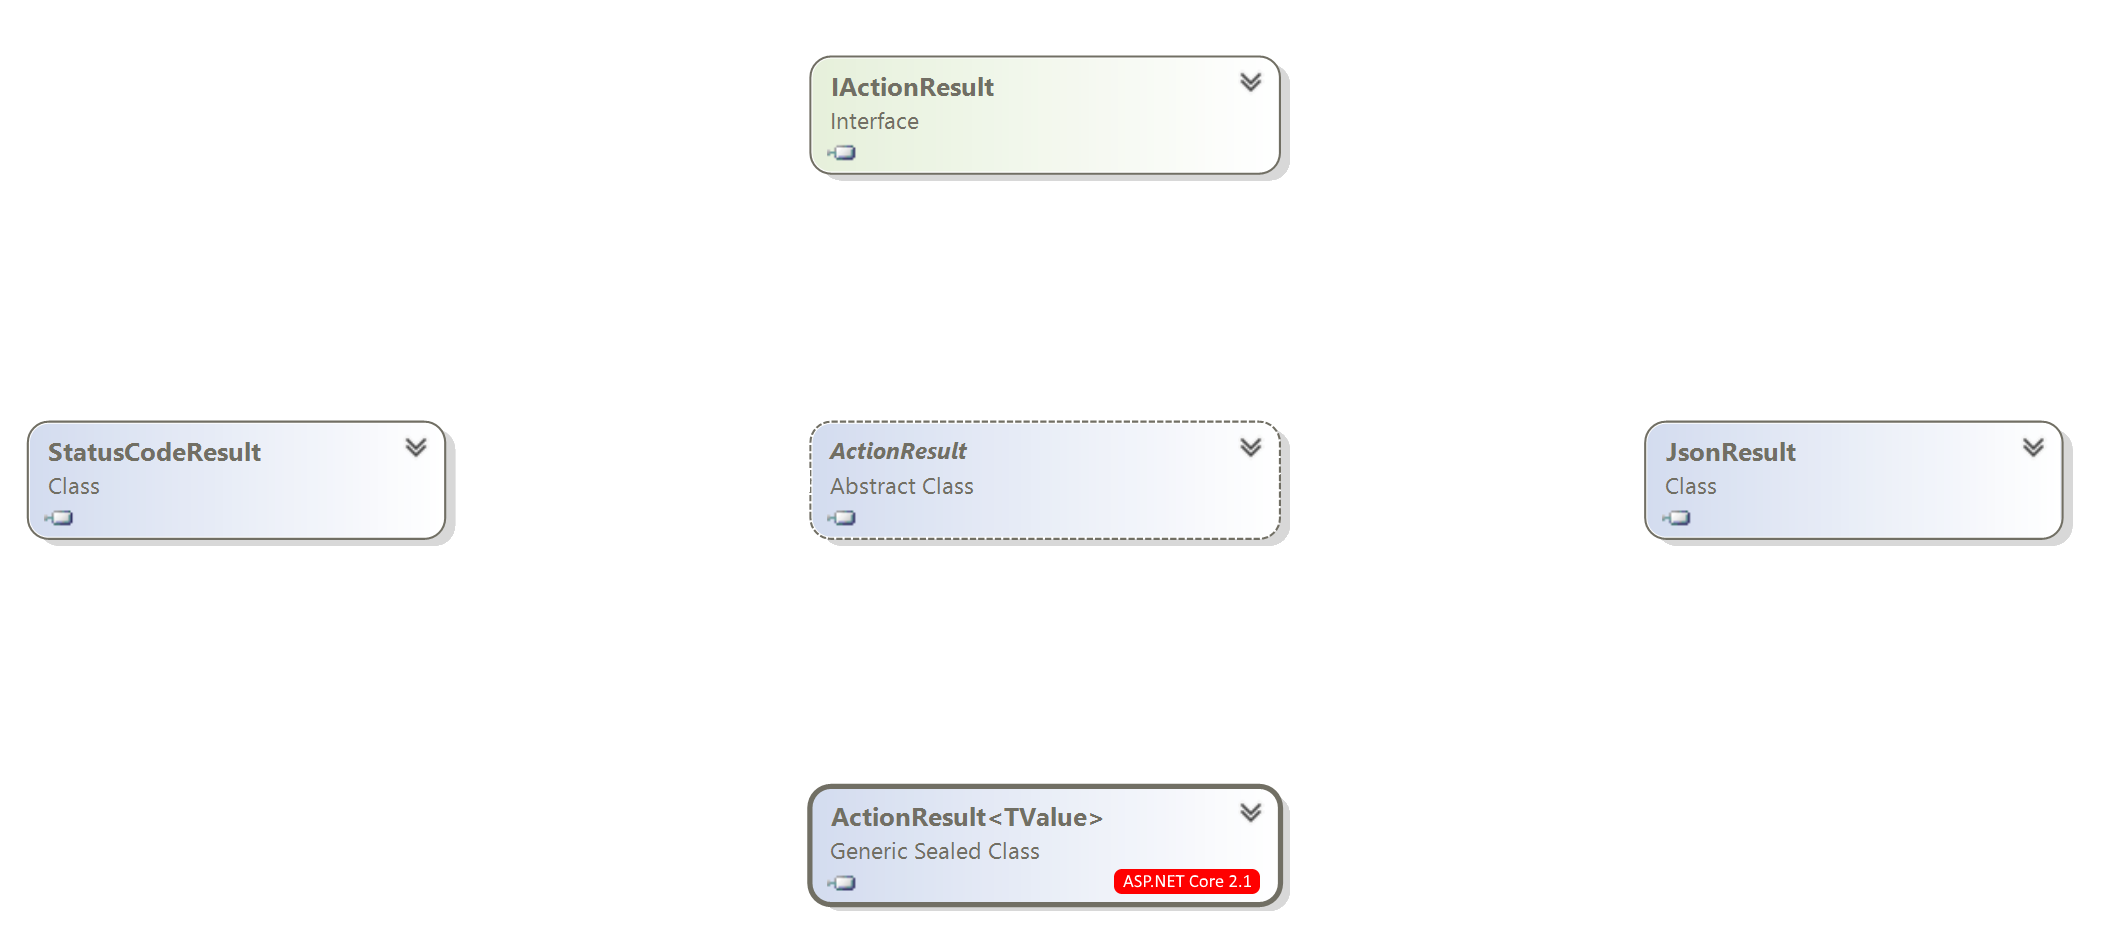 IActionResult
Interface
StatusCodeResult
Class
ActionResult
Abstract Class
JsonResult
Class
ActionResult<TValue>
Generic Sealed Class
ASP.NET Core 2.1